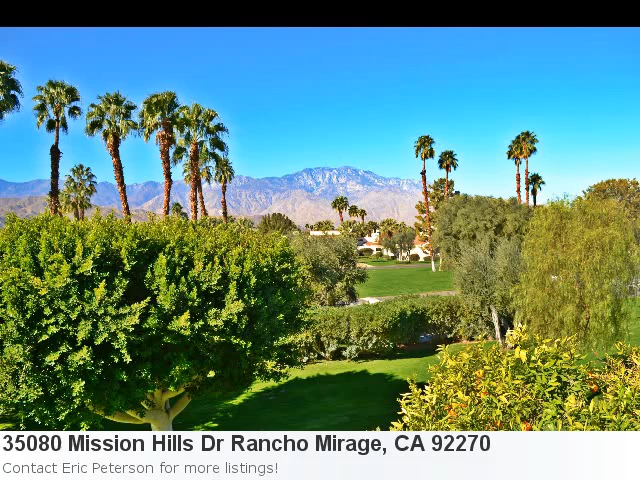 35080 Mission Hills Dr Rancho Mirage, CA 92270
Contact Eric Peterson for more listings!